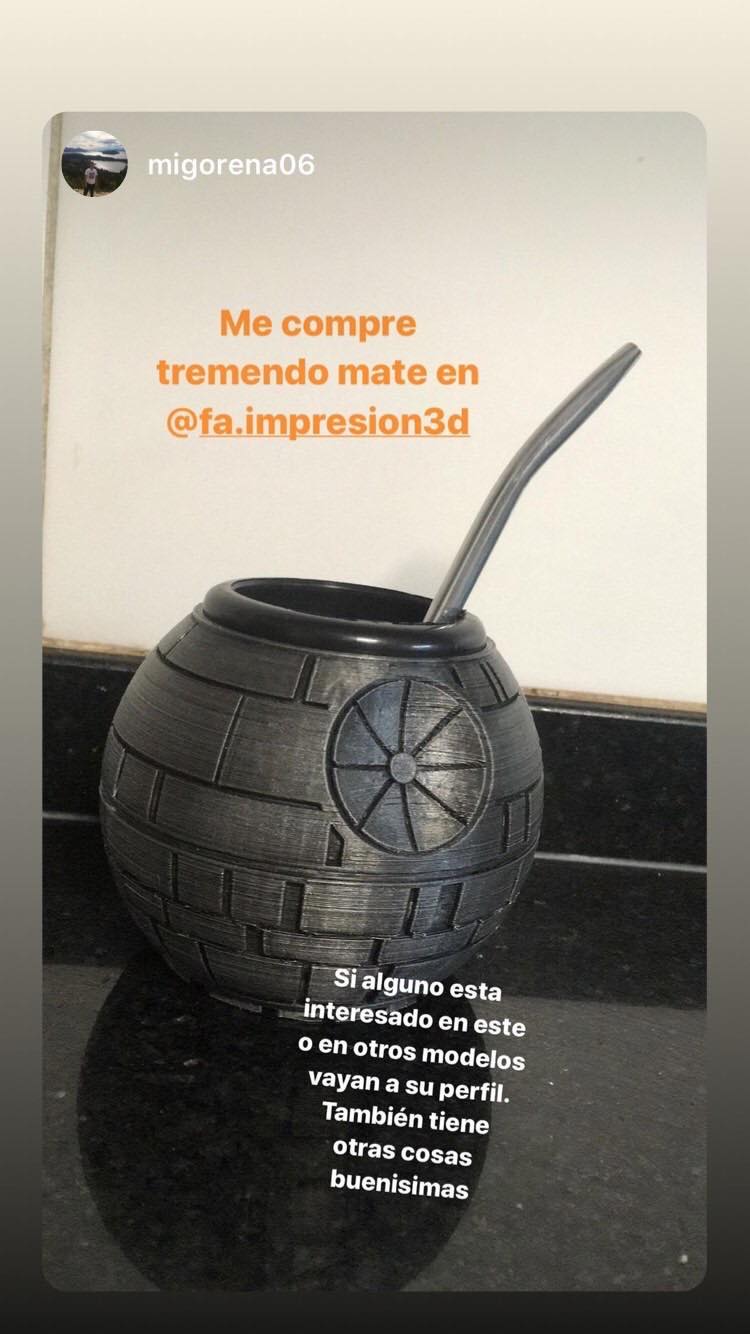 migorena06
Me compre
tremendo mate en
@fa.impresion3d
Si alguno esta
interesado en este
o en otros modelos
vayan a su perfil.
También tiene
otras cosas
buenisimas